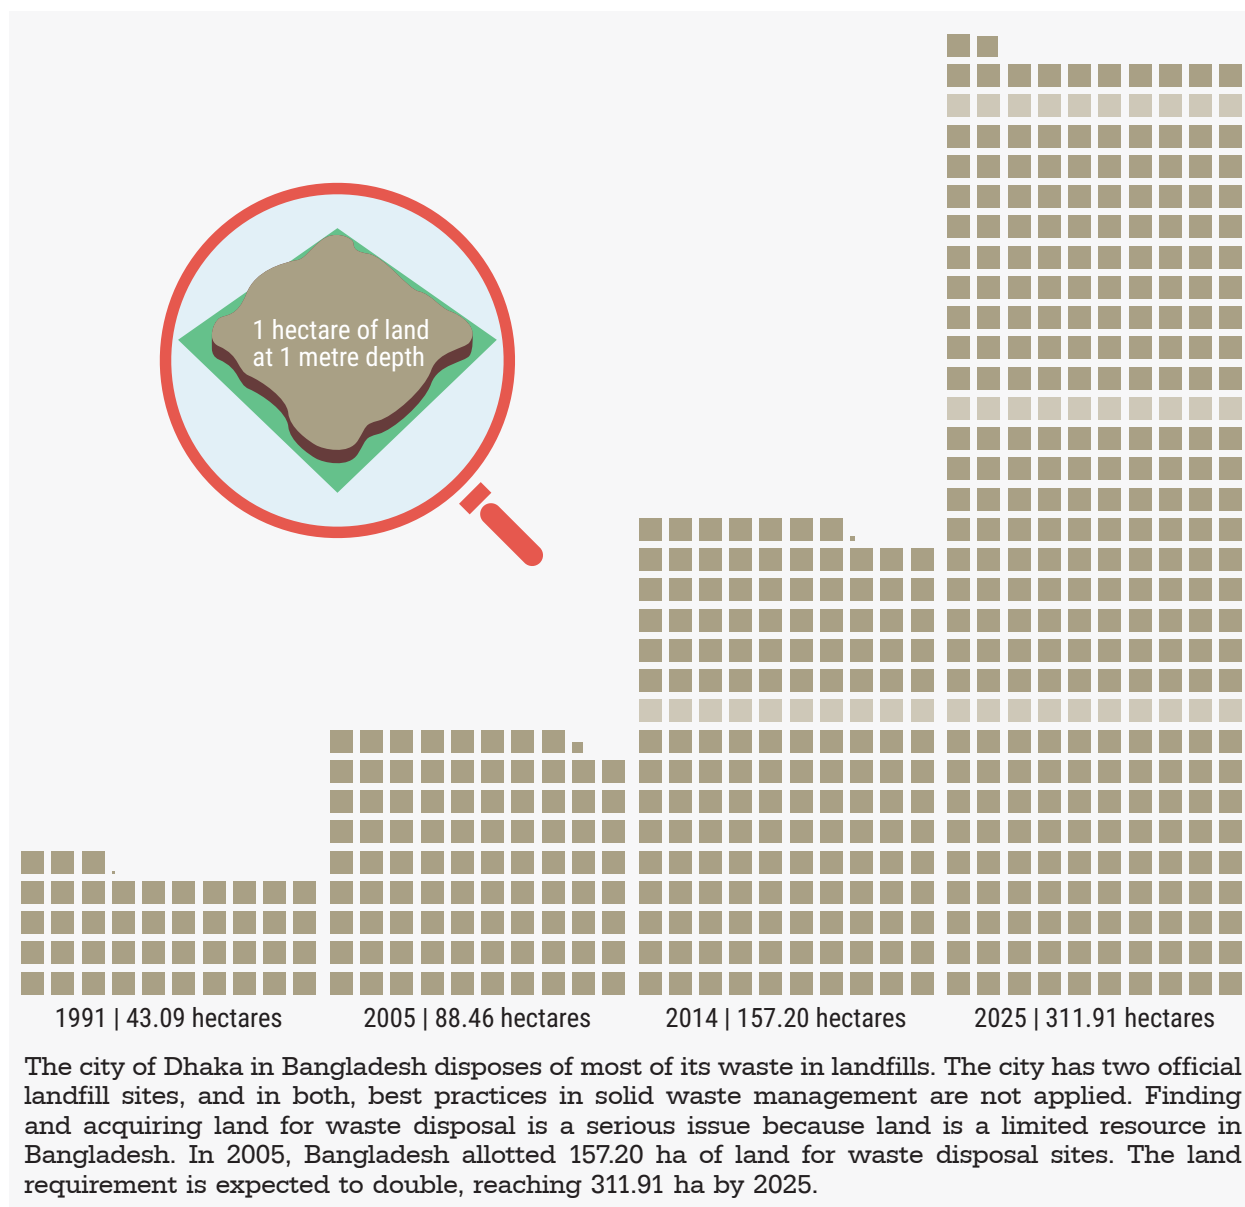 1 hectare of land
at 1 metre depth
1991 | 43.09 hectares
2005 | 88.46 hectares
2014 | 157.20 hectares
2025 | 311.91 hectares
The city of Dhaka in Bangladesh disposes of most of its waste in landfills. The city has two official
landfill sites, and in both, best practices in solid waste management are not applied. Finding
and acquiring land for waste disposal is a serious issue because land is a limited resource in
Bangladesh. In 2005, Bangladesh allotted 157.20 ha of land for waste disposal sites. The land
requirement is expected to double, reaching 311.91 ha by 2025.